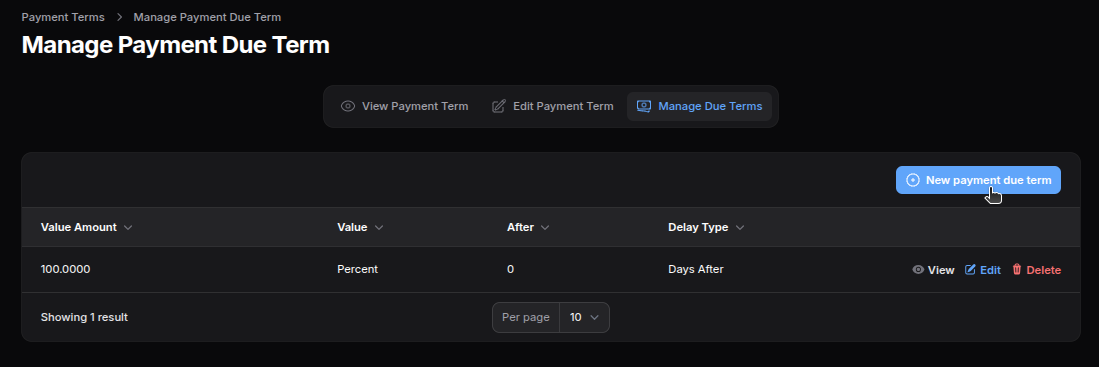 Payment Terms > Manage Payment Due Term
Manage Payment Due Term
View Payment Term Edit Payment Term Manage Due Terms
New payment due term
Value Amount Value After Delay Type
100.0000 Percent 0 Days After View Edit Delete
Showing 1 result Per page 10